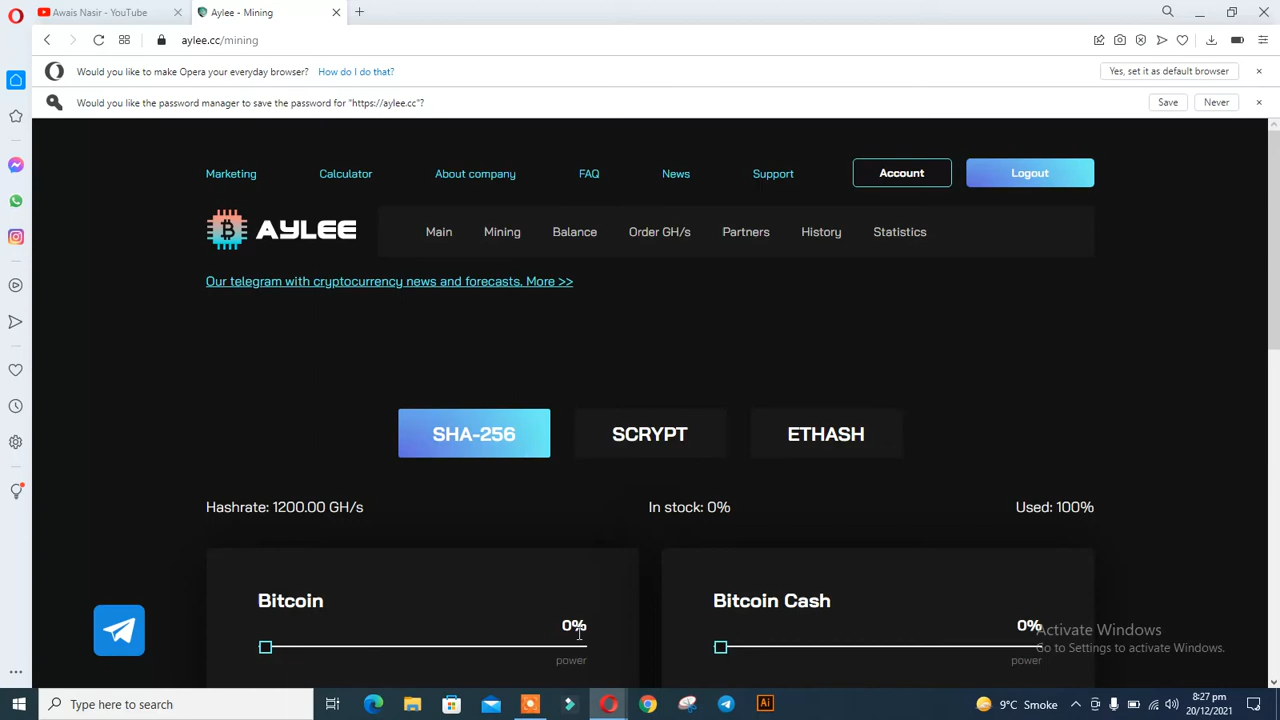 Awais Nasir - YouTube
Aylee - Mining
aylee.cc/mining
Would you like to make Opera your everyday browser? How do I do that?
Yes, set it as default browser
Would you like the password manager to save the password for "https://aylee.cc"?
Save
Never
Marketing
Calculator
About company
FAQ
News
Support
Account
Logout
AYLEE
Main
Mining
Balance
Order GH/s
Partners
History
Statistics
Our telegram with cryptocurrency news and forecasts. More >>
SHA-256
SCRYPT
ETHASH
Hashrate: 1200.00 GH/s
In stock: 0%
Used: 100%
Bitcoin
0%
power
Bitcoin Cash
0%
power
Activate Windows
Go to Settings to activate Windows.
Type here to search
Ai
9°C Smoke
8:27 pm
20/12/2021